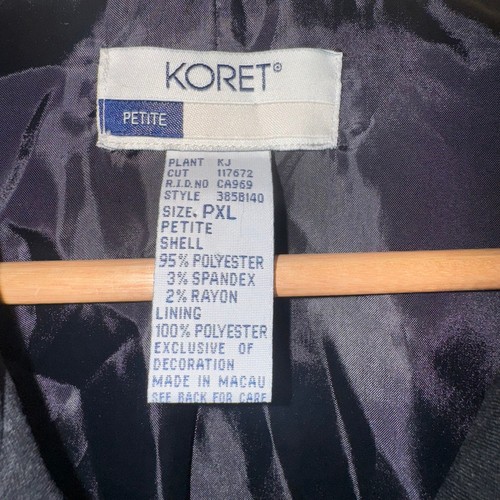 KORET®
PETITE
PLANT KJ
CUT 117672
R.I.D.NO CA969
STYLE 3858140
SIZE. PXL
PETITE
SHELL
95% POLYESTER
3% SPANDEX
2% RAYON
LINING
100% POLYESTER
EXCLUSIVE OF
DECORATION
MADE IN MACAU
SEE BACK FOR CARE